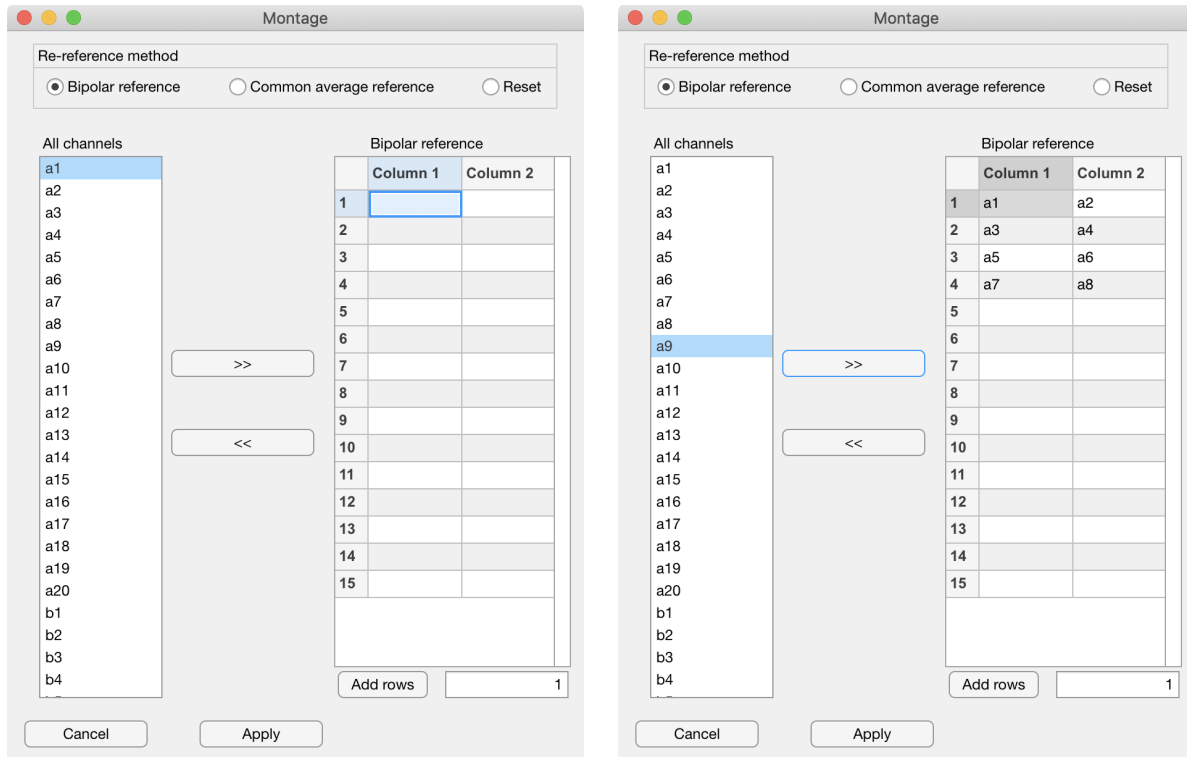 Montage
Re-reference method
Bipolar reference Common average reference Reset
All channels
a1
a2
a3
a4
a5
a6
a7
a8
a9
a10
a11
a12
a13
a14
a15
a16
a17
a18
a19
a20
b1
b2
b3
b4
>>
<<
Bipolar reference
Column 1 Column 2
1
2
3
4
5
6
7
8
9
10
11
12
13
14
15
Add rows 1
Cancel Apply
Montage
Re-reference method
Bipolar reference Common average reference Reset
All channels
a1
a2
a3
a4
a5
a6
a7
a8
a9
a10
a11
a12
a13
a14
a15
a16
a17
a18
a19
a20
b1
b2
b3
b4
>>
<<
Bipolar reference
Column 1 Column 2
1 a1 a2
2 a3 a4
3 a5 a6
4 a7 a8
5
6
7
8
9
10
11
12
13
14
15
Add rows 1
Cancel Apply